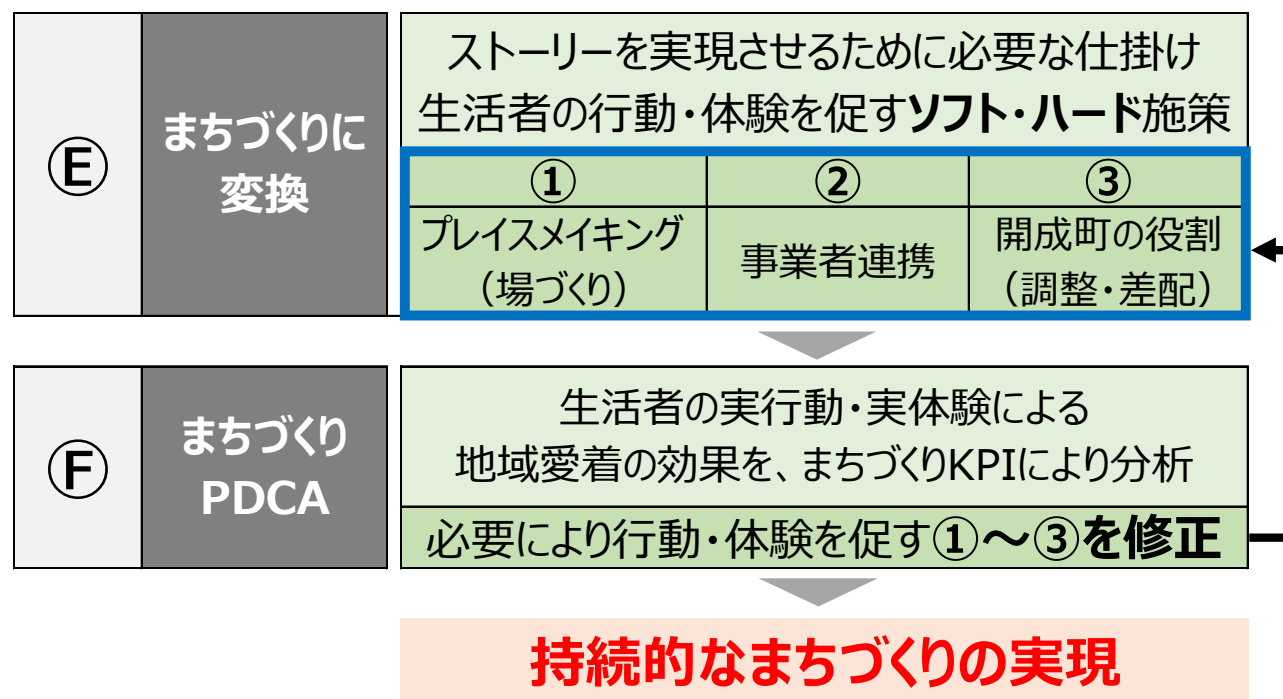 Ⓔ
まちづくりに
変換
ストーリーを実現させるために必要な仕掛け
生活者の行動・体験を促すソフト・ハード施策
①
②
③
プレイスメイキング
（場づくり）
事業者連携
開成町の役割
（調整・差配）
Ⓕ
まちづくり
PDCA
生活者の実行動・実体験による
地域愛着の効果を、まちづくりKPIにより分析
必要により行動・体験を促す①～③を修正
持続的なまちづくりの実現